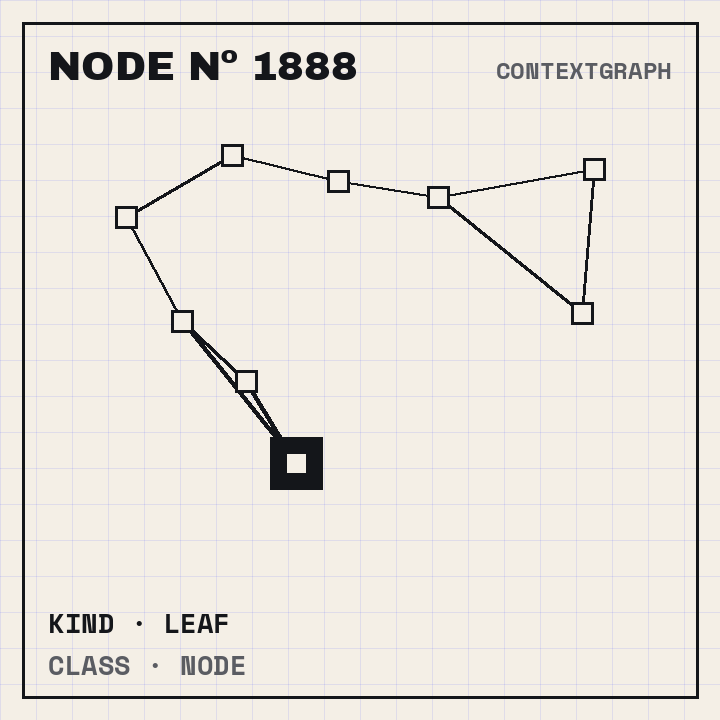 NODE Nº 1888
CONTEXTGRAPH
KIND · LEAF
CLASS · NODE